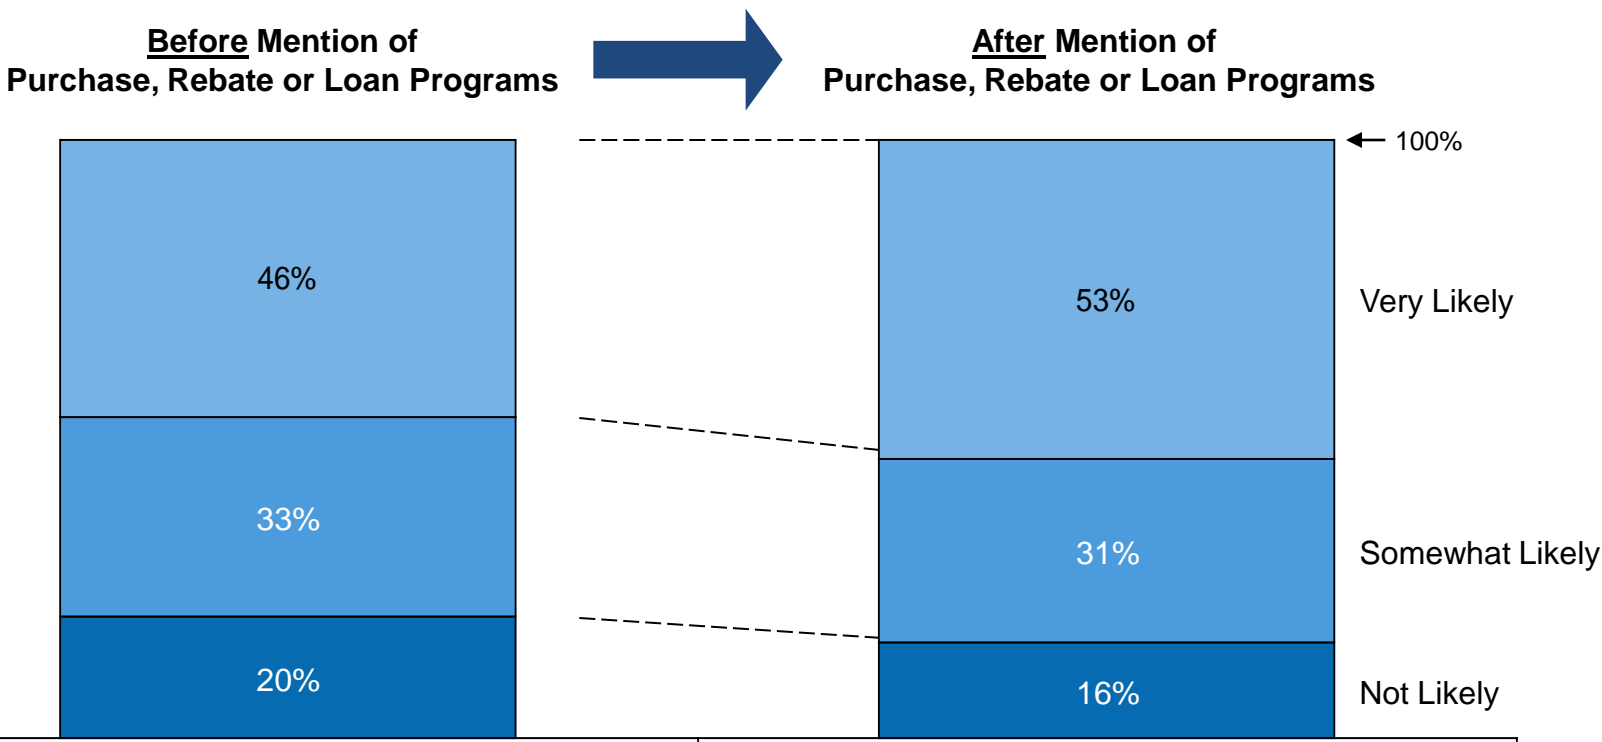 Before Mention of
Purchase, Rebate or Loan Programs
After Mention of
Purchase, Rebate or Loan Programs
100%
46%
53%
Very Likely
33%
31%
Somewhat Likely
20%
16%
Not Likely